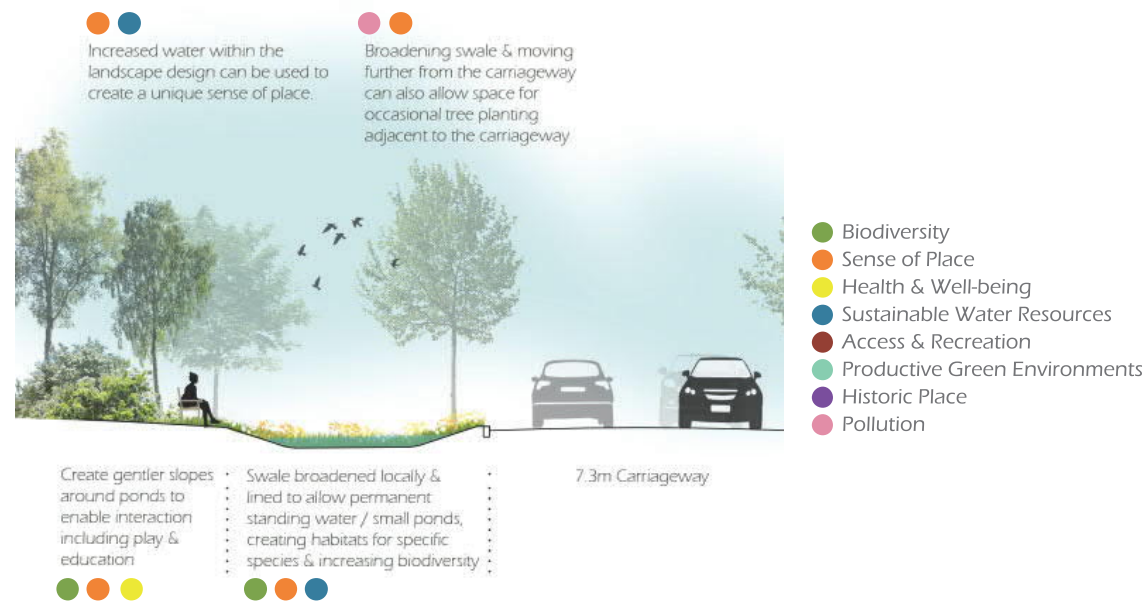 Increased water within the
landscape design can be used to
create a unique sense of place.
Broadening swale & moving
further from the carriageway
can also allow space for
occasional tree planting
adjacent to the carriageway
Biodiversity
Sense of Place
Health & Well-being
Sustainable Water Resources
Access & Recreation
Productive Green Environments
Historic Place
Pollution
Create gentler slopes
around ponds to
enable interaction
including play &
education
Swale broadened locally &
lined to allow permanent
standing water / small ponds,
creating habitats for specific
species & increasing biodiversity
7.3m Carriageway